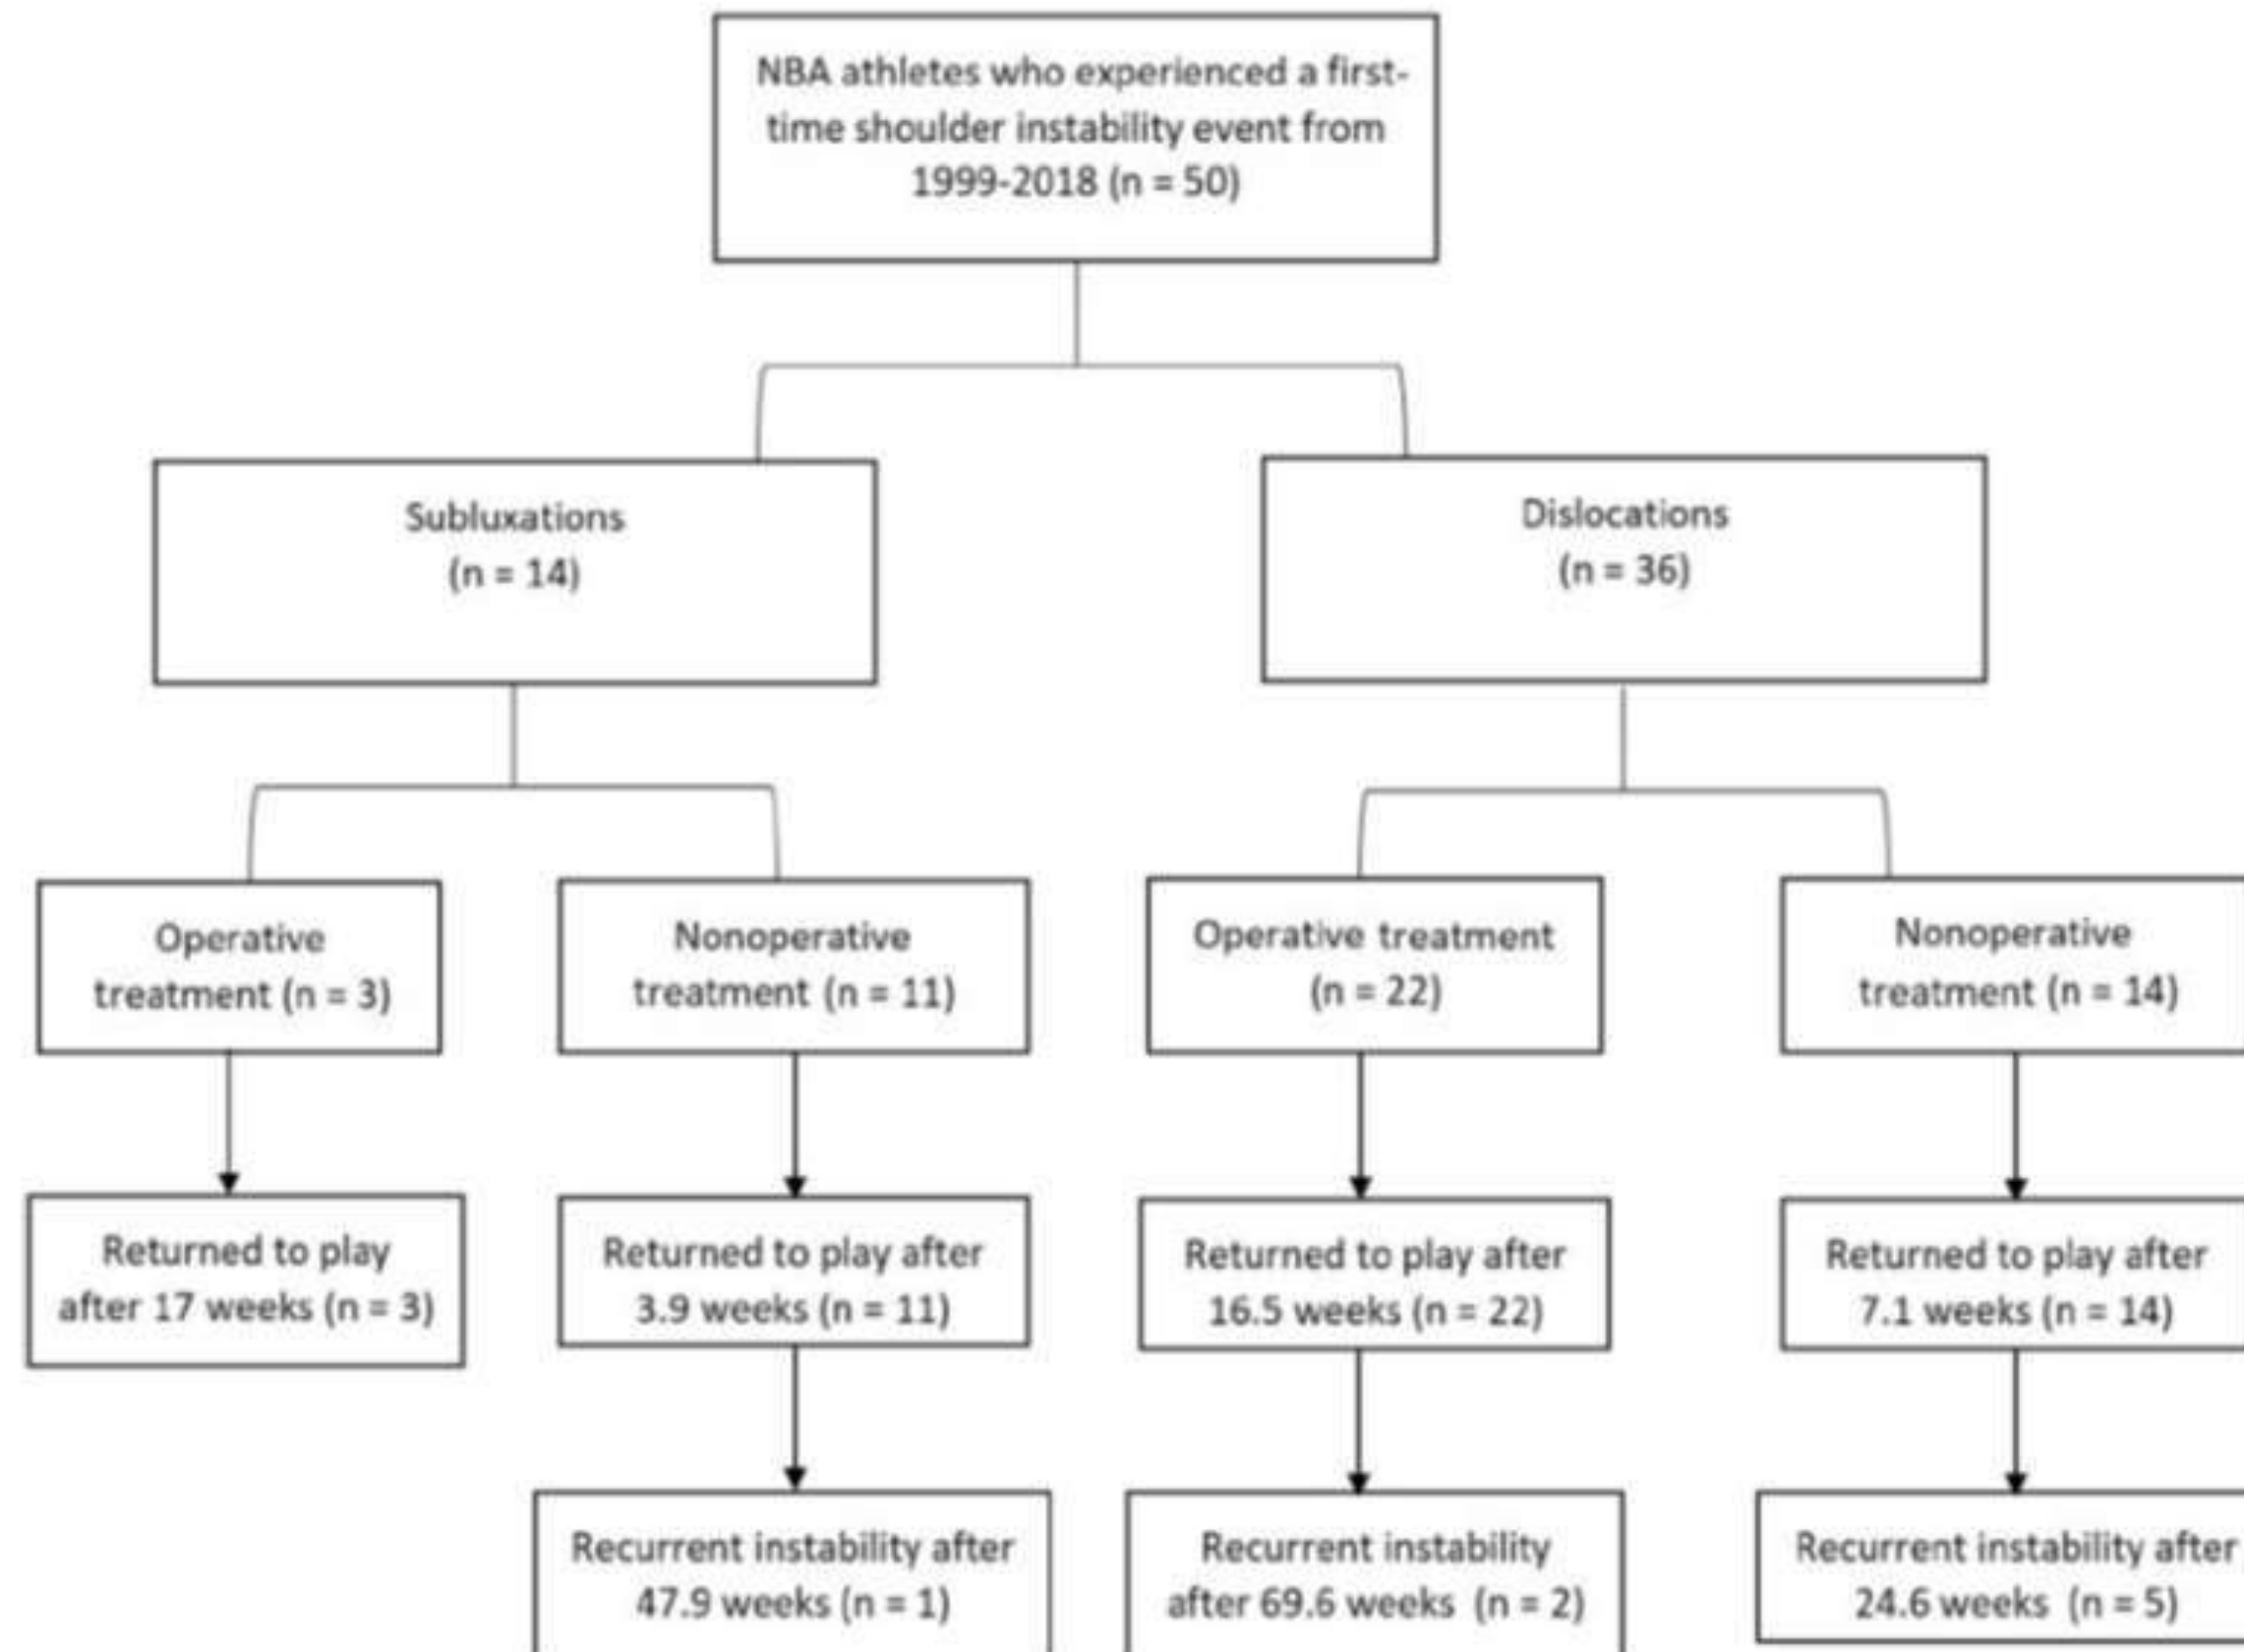 NBA athletes who experienced a first-
time shoulder instability event from
1999-2018 (n = 50)
Subluxations
(n = 14)
Dislocations
(n = 36)
Operative
treatment (n = 3)
Nonoperative
treatment (n = 11)
Operative treatment
(n = 22)
Nonoperative
treatment (n = 14)
Returned to play
after 17 weeks (n = 3)
Returned to play after
3.9 weeks (n = 11)
Returned to play after
16.5 weeks (n = 22)
Returned to play after
7.1 weeks (n = 14)
Recurrent instability after
47.9 weeks (n = 1)
Recurrent instability
after 69.6 weeks (n = 2)
Recurrent instability after
24.6 weeks (n = 5)